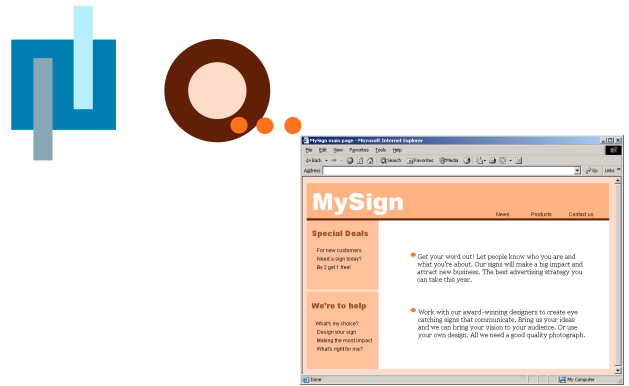 MySign main page - Microsoft Internet Explorer
File Edit View Favorites Tools Help
Back Search Favorites Media
Address Go Links
MySign
News Products Contact us
Special Deals
For new customers
Need a sign today?
By 2 get 1 free!
We're to help
What's my choice?
Design your sign
Making the most impact
What's right for me?
Get your word out! Let people know who you are and
what you're about. Our signs will make a big impact and
attract new business. The best advertising strategy you
can take this year.
Work with our award-winning designers to create eye
catching signs that communicate. Bring us your ideas
and we can bring your vision to your audience. Or use
your own design. All we need a good quality photograph.
Done My Computer